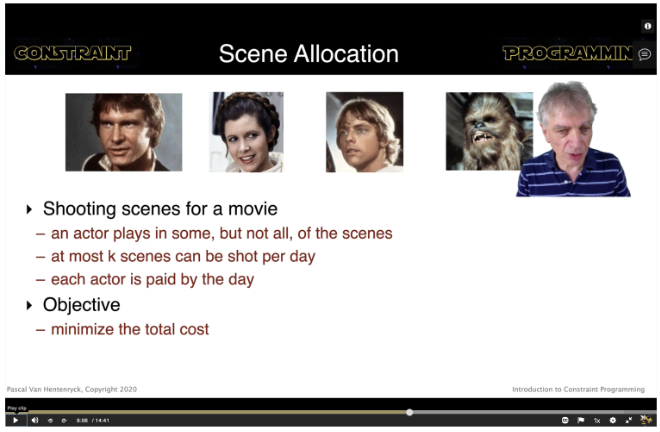 CONSTRAINT
Scene Allocation
PROGRAMMIN
Shooting scenes for a movie
– an actor plays in some, but not all, of the scenes
– at most k scenes can be shot per day
– each actor is paid by the day
Objective
– minimize the total cost
Pascal Van Hentenryck, Copyright 2020
Introduction to Constraint Programming
Play clip
/ 14:41
1x